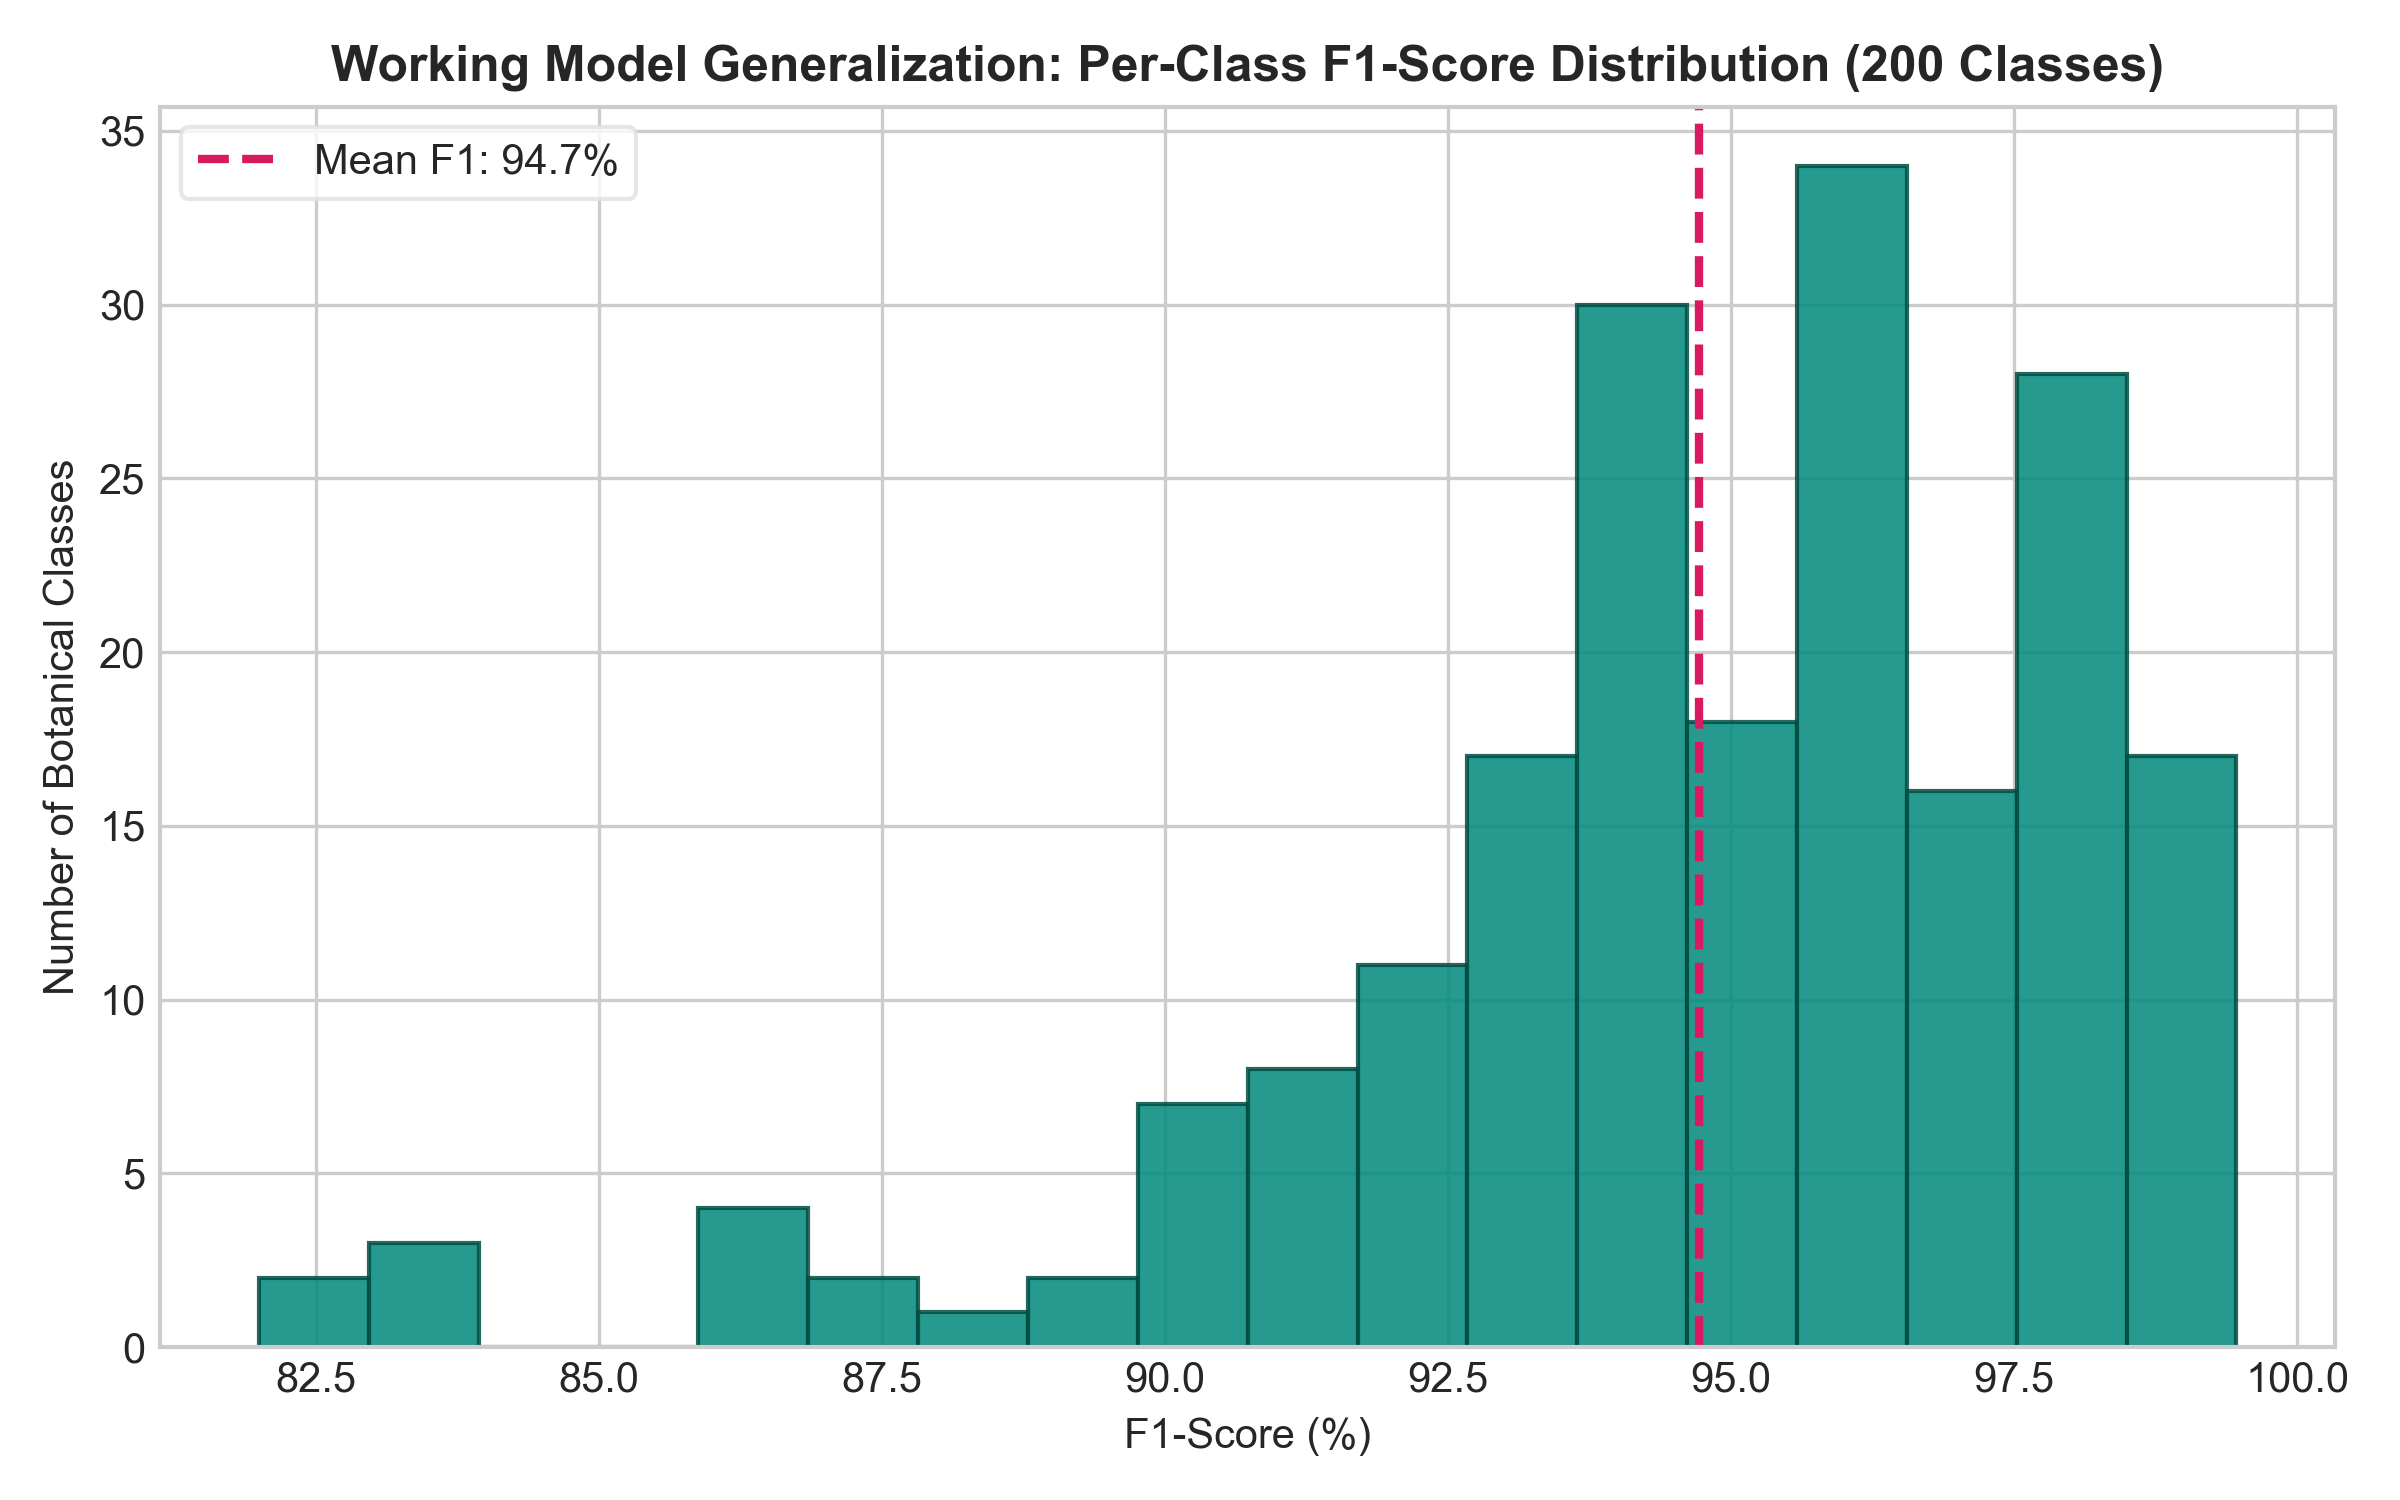 Working Model Generalization: Per-Class F1-Score Distribution (200 Classes)
Mean F1: 94.7%
Number of Botanical Classes
35
30
25
20
15
10
5
0
82.5 85.0 87.5 90.0 92.5 95.0 97.5 100.0
F1-Score (%)